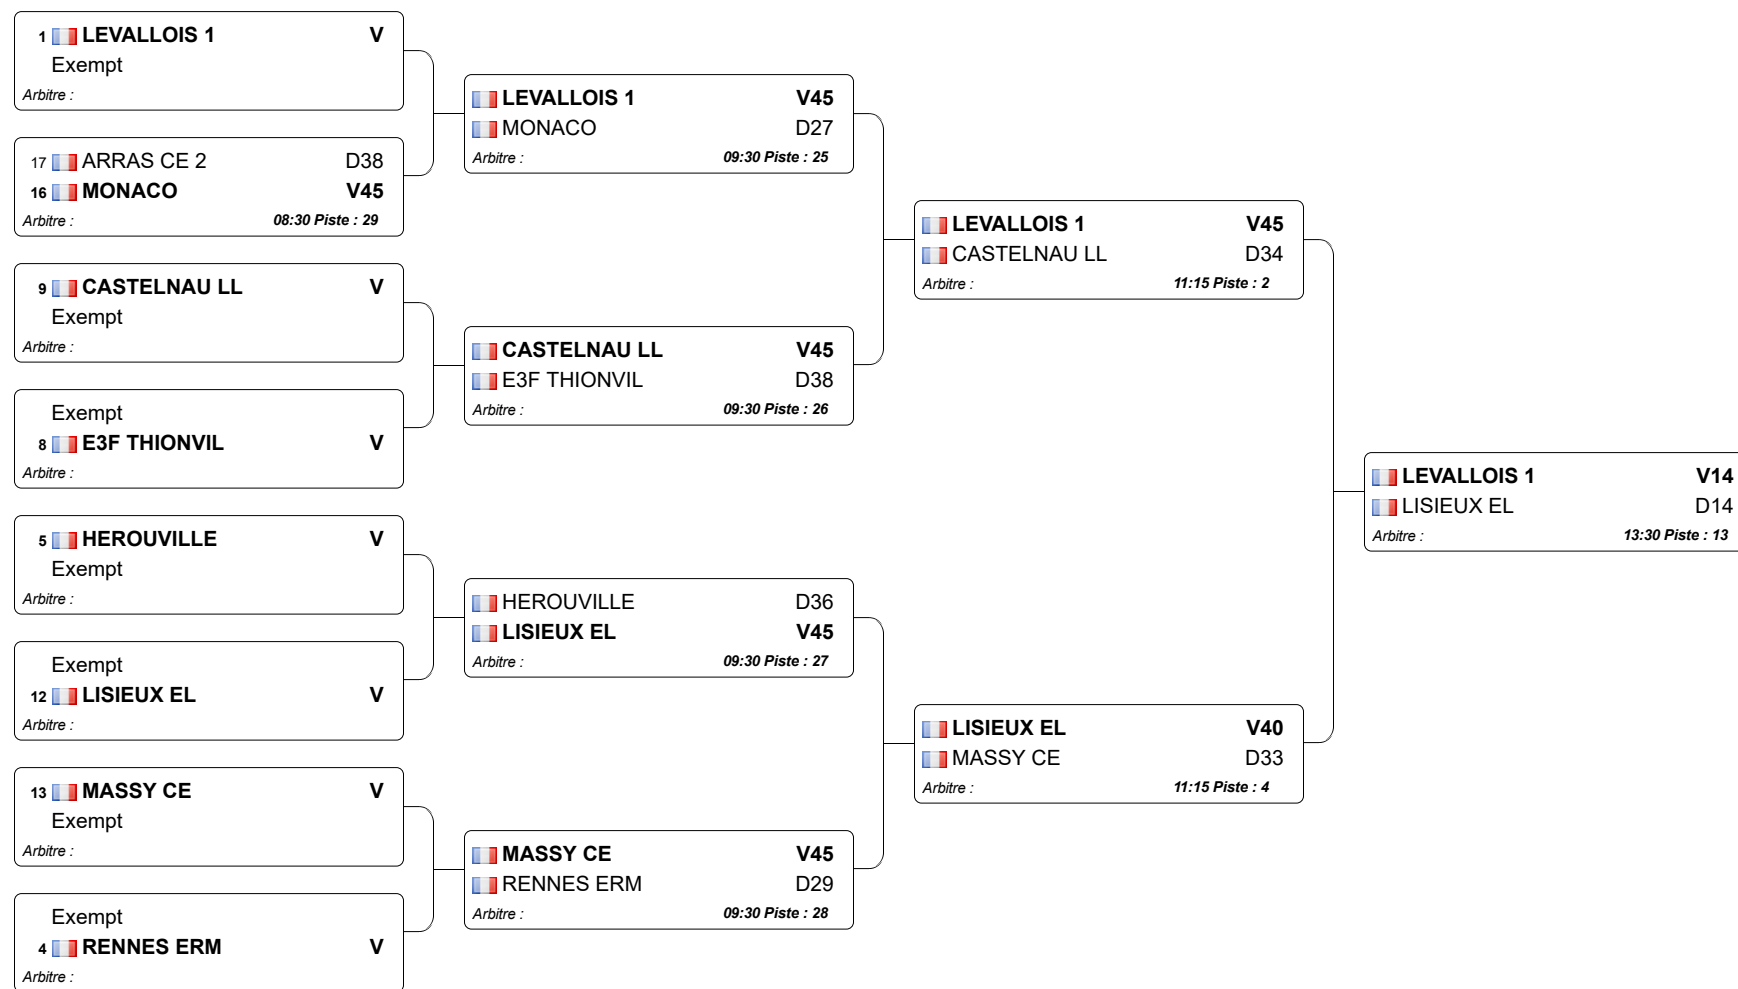 1 LEVALLOIS 1 V
Exempt
Arbitre :
17 ARRAS CE 2 D38
16 MONACO V45
Arbitre : 08:30 Piste : 29
9 CASTELNAU LL V
Exempt
Arbitre :
Exempt
8 E3F THIONVIL V
Arbitre :
5 HEROUVILLE V
Exempt
Arbitre :
Exempt
12 LISIEUX EL V
Arbitre :
13 MASSY CE V
Exempt
Arbitre :
Exempt
4 RENNES ERM V
Arbitre :
LEVALLOIS 1 V45
MONACO D27
Arbitre : 09:30 Piste : 25
CASTELNAU LL V45
E3F THIONVIL D38
Arbitre : 09:30 Piste : 26
HEROUVILLE D36
LISIEUX EL V45
Arbitre : 09:30 Piste : 27
MASSY CE V45
RENNES ERM D29
Arbitre : 09:30 Piste : 28
LEVALLOIS 1 V45
CASTELNAU LL D34
Arbitre : 11:15 Piste : 2
LISIEUX EL V40
MASSY CE D33
Arbitre : 11:15 Piste : 4
LEVALLOIS 1 V14
LISIEUX EL D14
Arbitre : 13:30 Piste : 13